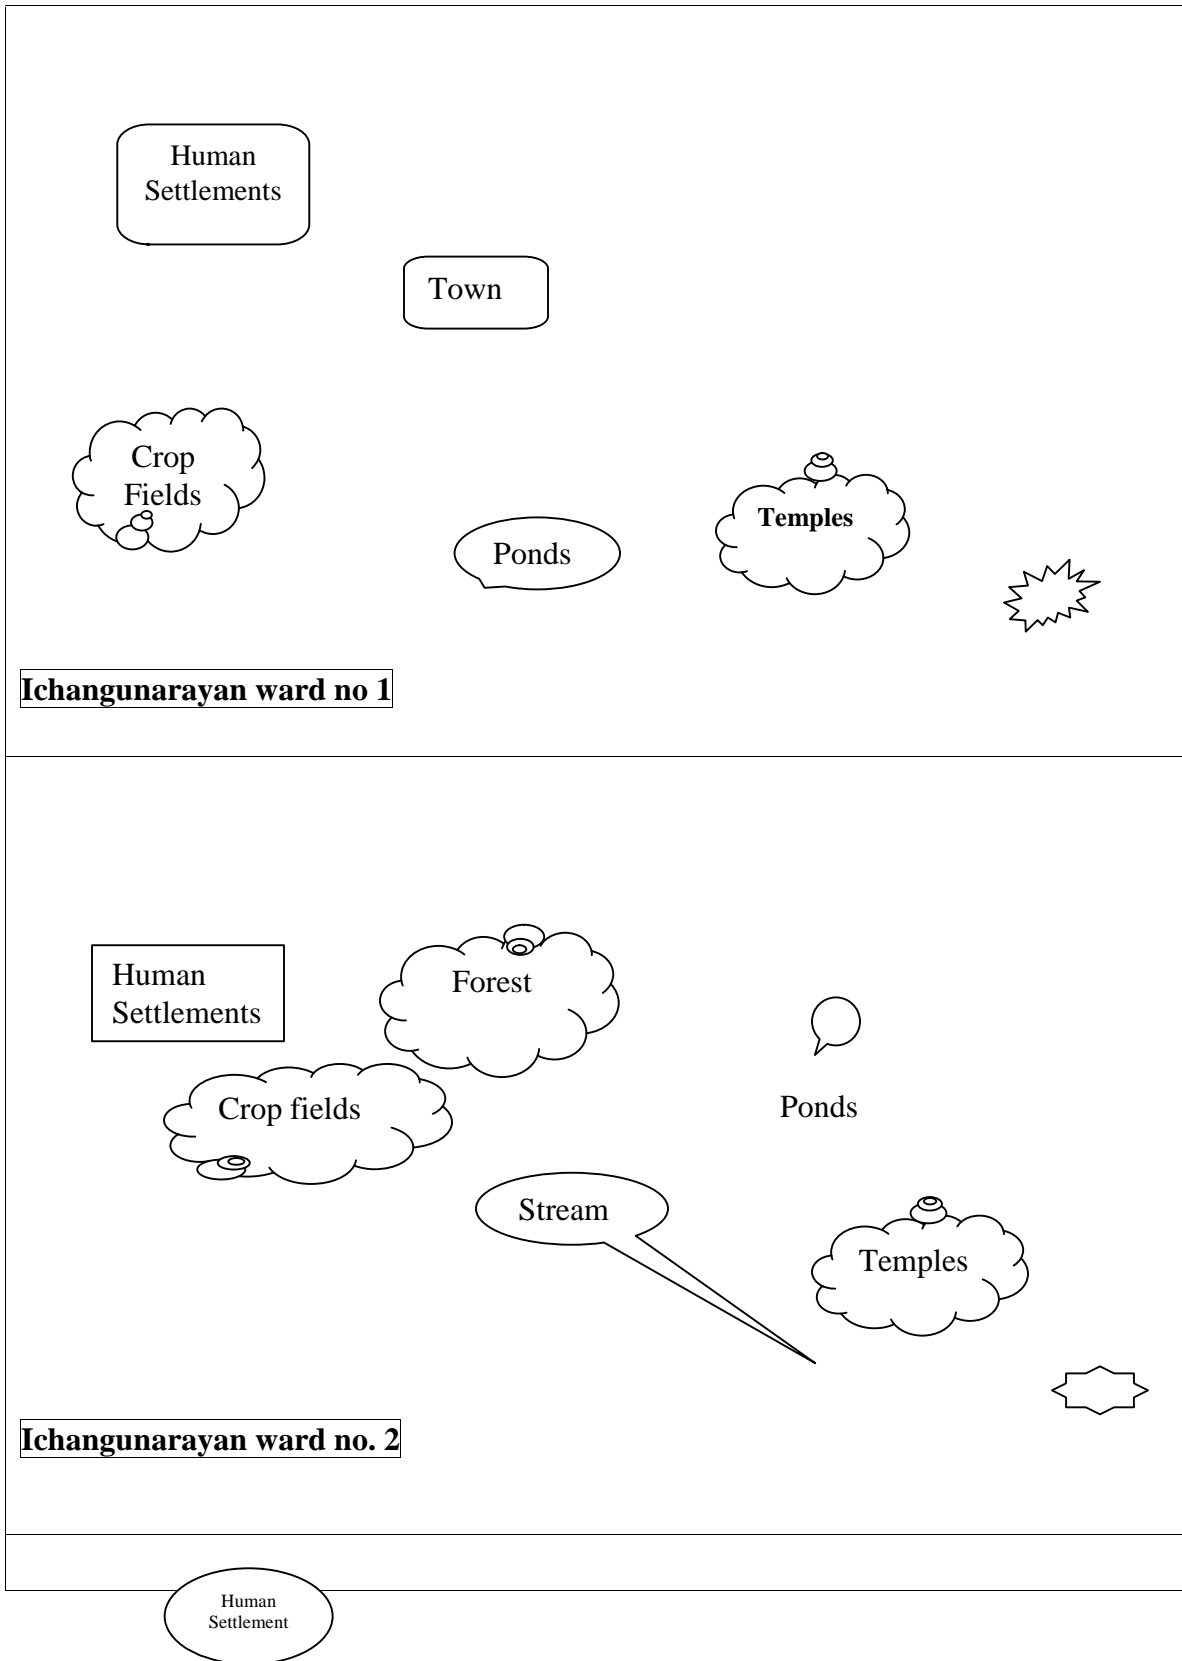 Human
Settlements
Town
Crop
Fields
Ponds
Temples
Ichangunarayan ward no 1
Human
Settlements
Forest
Crop fields
Ponds
Stream
Temples
Ichangunarayan ward no. 2
Human
Settlement